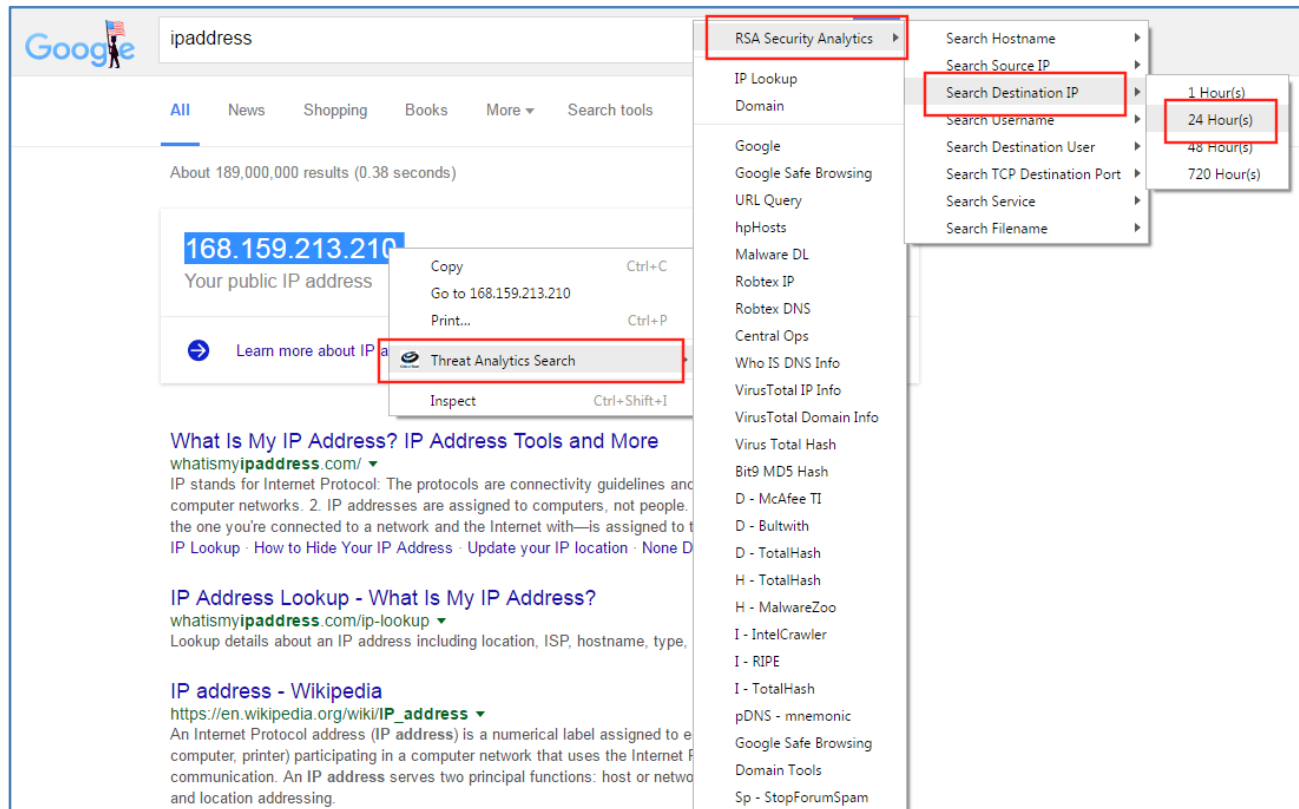 Google
ipaddress
All News Shopping Books More Search tools
About 189,000,000 results (0.38 seconds)
168.159.213.210
Your public IP address
Learn more about IP a
Copy Ctrl+C
Go to 168.159.213.210
Print... Ctrl+P
Threat Analytics Search
Inspect Ctrl+Shift+I
What Is My IP Address? IP Address Tools and More
whatismyipaddress.com/
IP stands for Internet Protocol: The protocols are connectivity guidelines and
computer networks. 2. IP addresses are assigned to computers, not people.
the one you're connected to a network and the Internet with—is assigned to t
IP Lookup · How to Hide Your IP Address · Update your IP location · None D
IP Address Lookup - What Is My IP Address?
whatismyipaddress.com/ip-lookup
Lookup details about an IP address including location, ISP, hostname, type,
IP address - Wikipedia
https://en.wikipedia.org/wiki/IP_address
An Internet Protocol address (IP address) is a numerical label assigned to e
computer, printer) participating in a computer network that uses the Internet P
communication. An IP address serves two principal functions: host or netwo
and location addressing.
RSA Security Analytics
IP Lookup
Domain
Google
Google Safe Browsing
URL Query
hpHosts
Malware DL
Robtex IP
Robtex DNS
Central Ops
Who IS DNS Info
VirusTotal IP Info
VirusTotal Domain Info
Virus Total Hash
Bit9 MD5 Hash
D - McAfee TI
D - Bultwith
D - TotalHash
H - TotalHash
H - MalwareZoo
I - IntelCrawler
I - RIPE
I - TotalHash
pDNS - mnemonic
Google Safe Browsing
Domain Tools
Sp - StopForumSpam
Search Hostname
Search Source IP
Search Destination IP
Search Username
Search Destination User
Search TCP Destination Port
Search Service
Search Filename
1 Hour(s)
24 Hour(s)
48 Hour(s)
720 Hour(s)